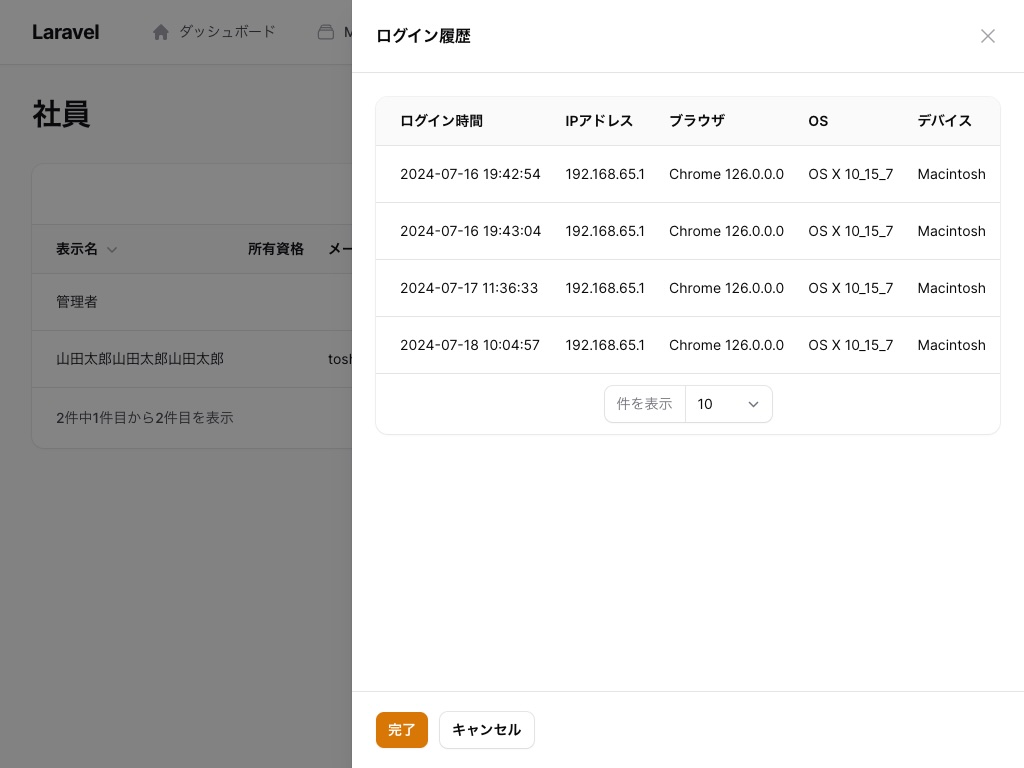 Laravel ダッシュボード
社員
表示名 所有資格
管理者
山田太郎山田太郎山田太郎
2件中1件目から2件目を表示
ログイン履歴
ログイン時間 IPアドレス ブラウザ OS デバイス
2024-07-16 19:42:54 192.168.65.1 Chrome 126.0.0.0 OS X 10_15_7 Macintosh
2024-07-16 19:43:04 192.168.65.1 Chrome 126.0.0.0 OS X 10_15_7 Macintosh
2024-07-17 11:36:33 192.168.65.1 Chrome 126.0.0.0 OS X 10_15_7 Macintosh
2024-07-18 10:04:57 192.168.65.1 Chrome 126.0.0.0 OS X 10_15_7 Macintosh
件を表示 10
完了 キャンセル